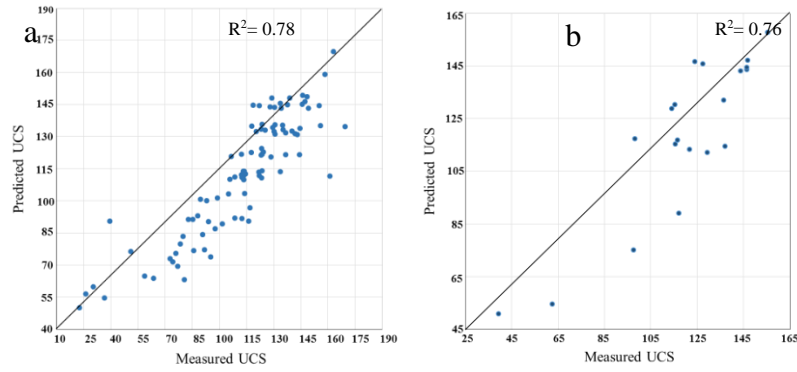 a
R²= 0.78
190
175
160
145
130
115
100
85
70
55
40
Predicted UCS
10 25 40 55 70 85 100 115 130 145 160 175 190
Measured UCS
b
R²= 0.76
165
145
125
105
85
65
45
Predicted UCS
25 45 65 85 105 125 145 165
Measured UCS